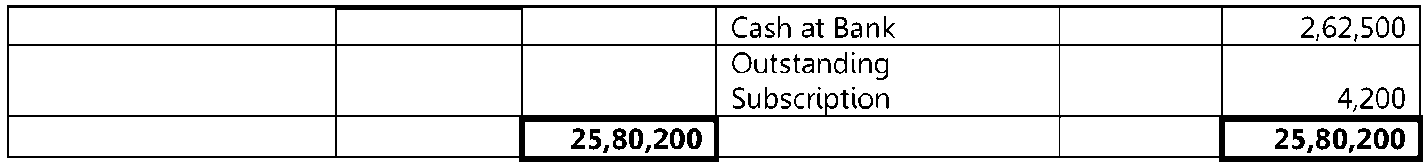 Cash at Bank 2,62,500
Outstanding
Subscription 4,200
25,80,200 25,80,200